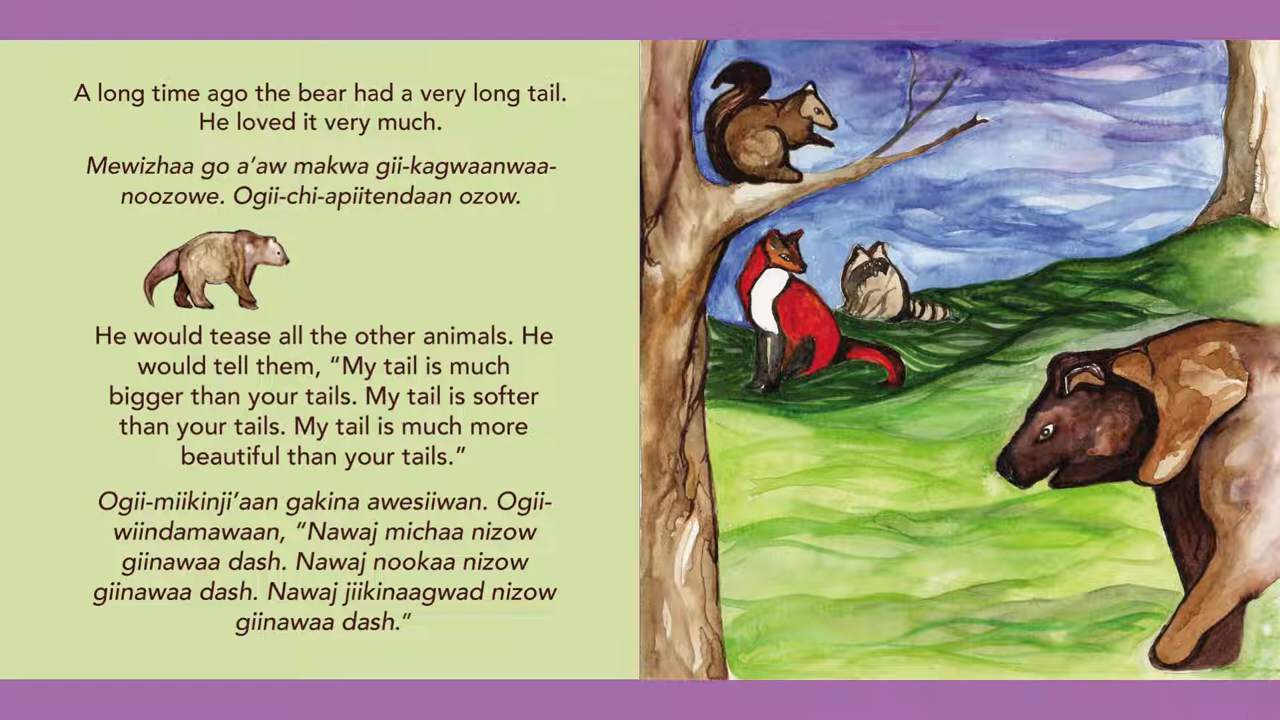 A long time ago the bear had a very long tail.
He loved it very much.
Mewizhaa go a’aw makwa gii-kagwaanwaa-
noozowe. Ogii-chi-apiitendaan ozow.
He would tease all the other animals. He
would tell them, “My tail is much
bigger than your tails. My tail is softer
than your tails. My tail is much more
beautiful than your tails.”
Ogii-miikinji’aan gakina awesiiwan. Ogii-
wiindamawaan, “Nawaj michaa nizow
giinawaa dash. Nawaj nookaa nizow
giinawaa dash. Nawaj jiikinaagwad nizow
giinawaa dash.”